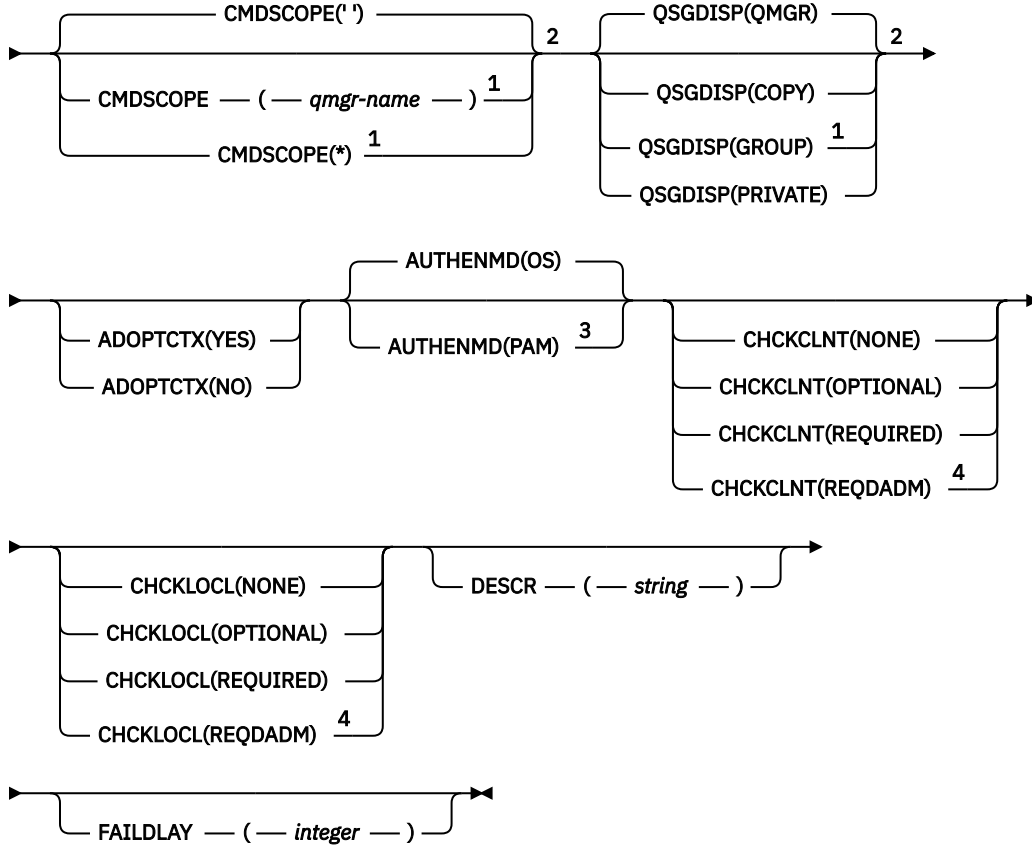 CMDSCOPE(' ')
2
CMDSCOPE ( qmgr-name ) 1
CMDSCOPE(*) 1
QSGDISP(QMGR)
2
QSGDISP(COPY)
QSGDISP(GROUP) 1
QSGDISP(PRIVATE)
ADOPTCTX(YES)
ADOPTCTX(NO)
AUTHENMD(OS)
AUTHENMD(PAM) 3
CHCKCLNT(NONE)
CHCKCLNT(OPTIONAL)
CHCKCLNT(REQUIRED)
CHCKCLNT(REQDADM) 4
CHCKLOCL(NONE)
CHCKLOCL(OPTIONAL)
CHCKLOCL(REQUIRED)
CHCKLOCL(REQDADM) 4
DESCR ( string )
FAILDLAY ( integer )